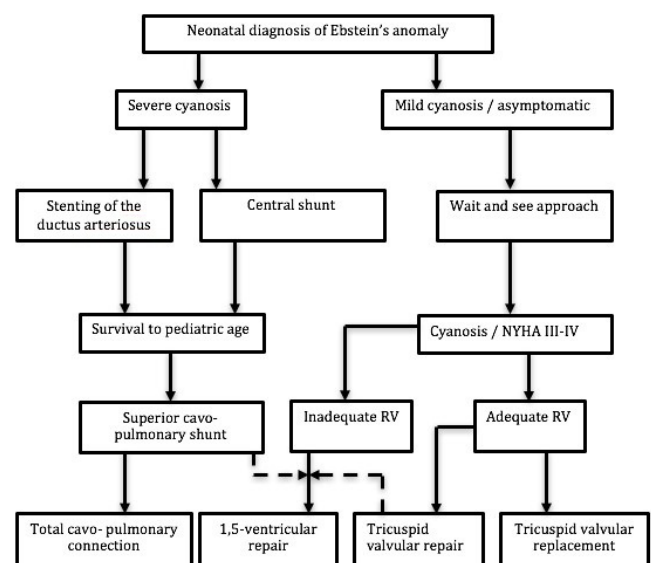 Neonatal diagnosis of Ebstein's anomaly
Severe cyanosis
Mild cyanosis / asymptomatic
Stenting of the
ductus arteriosus
Central shunt
Wait and see approach
Survival to pediatric age
Cyanosis / NYHA III-IV
Superior cavo-
pulmonary shunt
Inadequate RV
Adequate RV
Total cavo- pulmonary
connection
1,5-ventricular
repair
Tricuspid
valvular repair
Tricuspid valvular
replacement